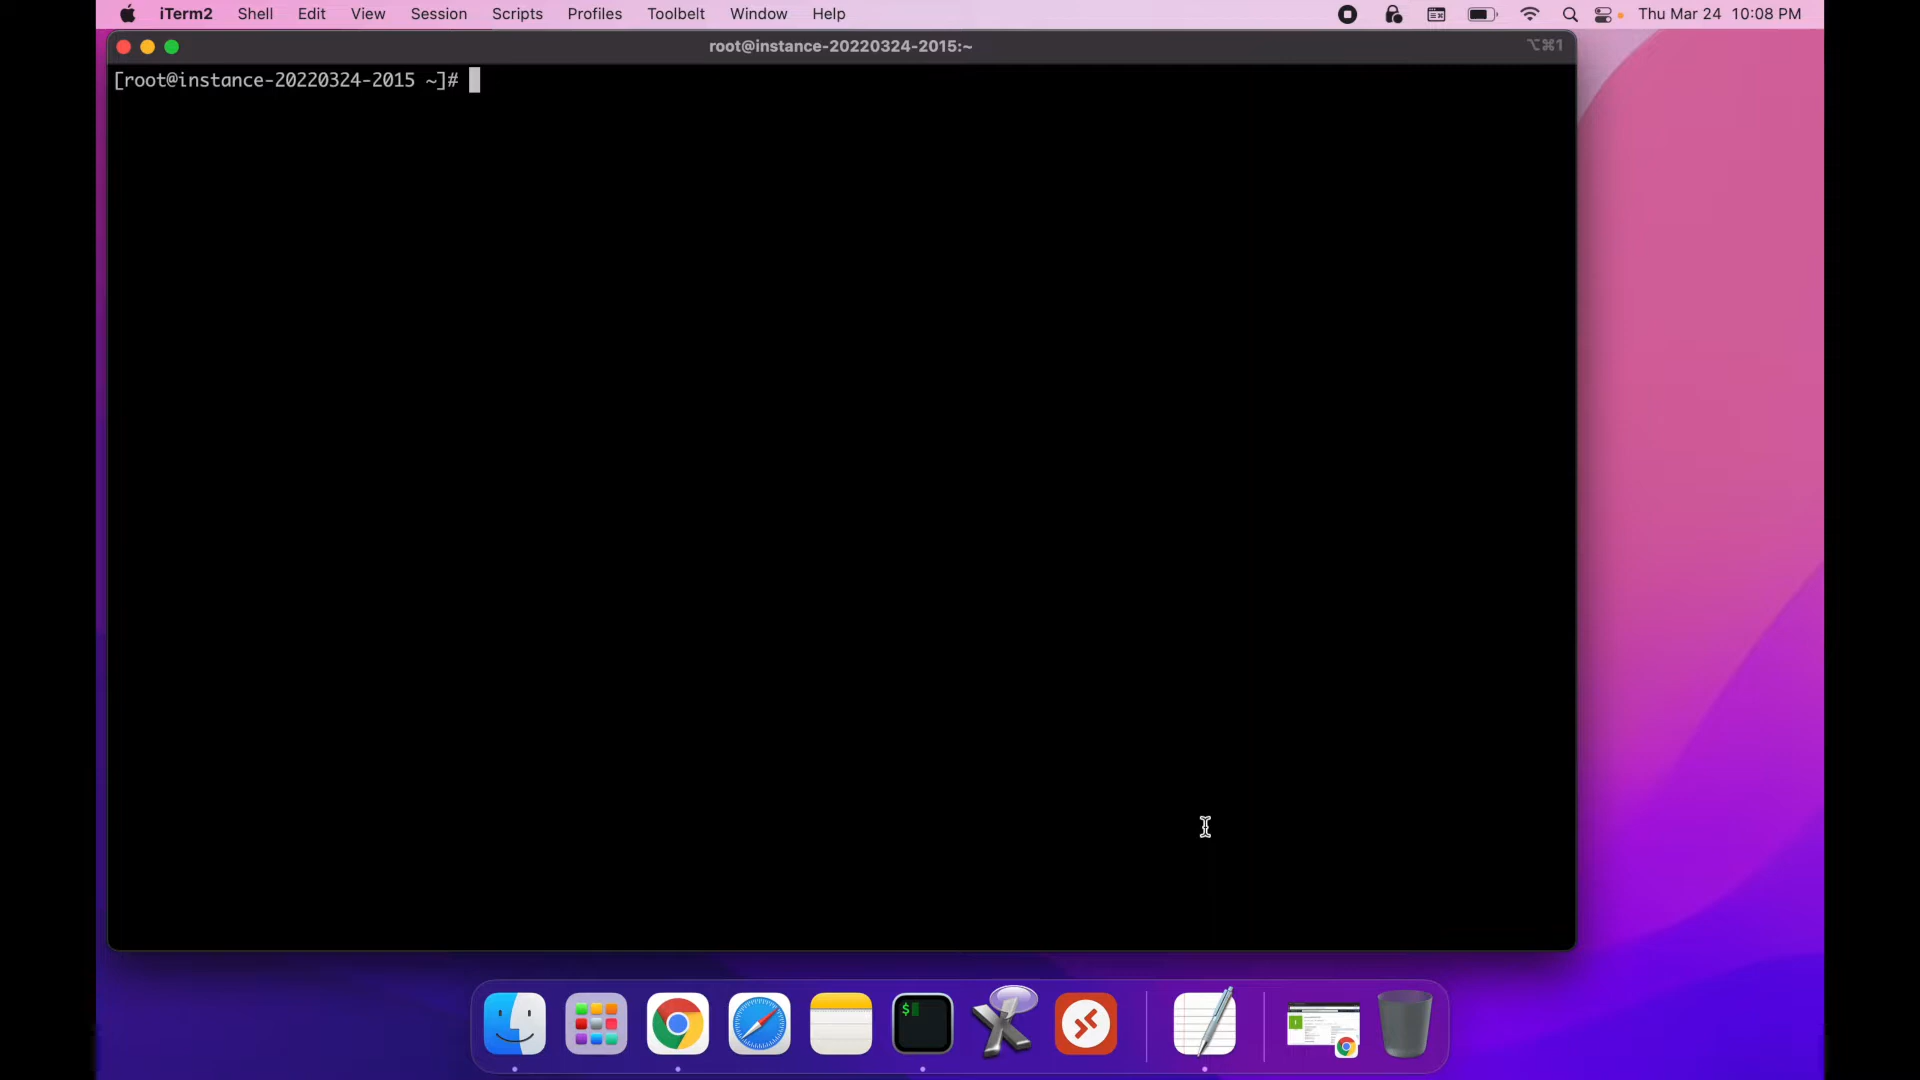 iTerm2 Shell Edit View Session Scripts Profiles Toolbelt Window Help Thu Mar 24 10:08 PM
root@instance-20220324-2015:~ ⌥⌘1
[root@instance-20220324-2015 ~]#
$